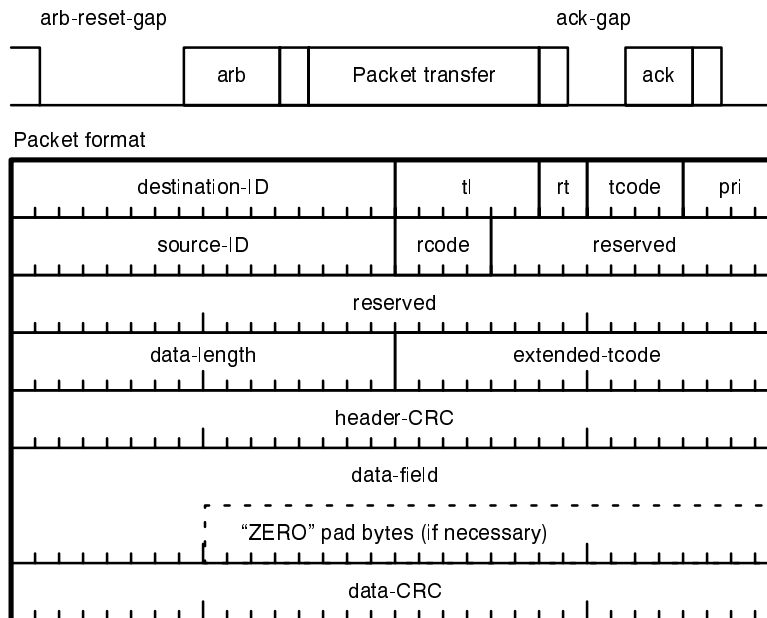 arb-reset-gap ack-gap
arb Packet transfer ack
Packet format
destination-ID tl rt tcode pri
source-ID rcode reserved
reserved
data-length extended-tcode
header-CRC
data-field
“ZERO” pad bytes (if necessary)
data-CRC